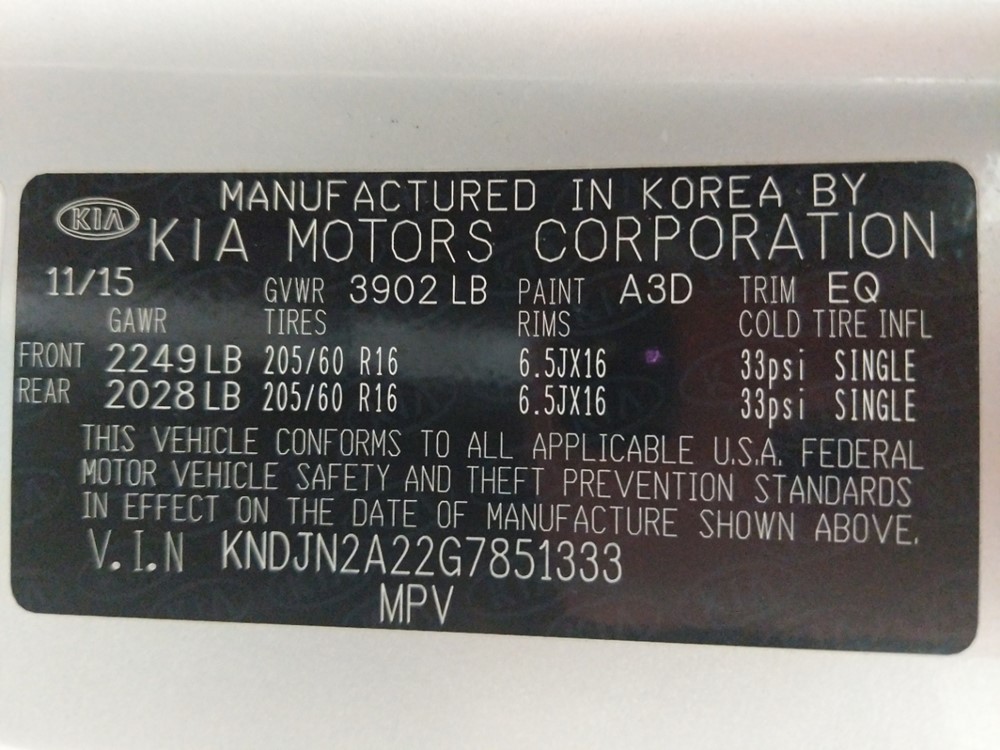 MANUFACTURED IN KOREA BY
KIA KIA MOTORS CORPORATION
11/15 GVWR 3902 LB PAINT A3D TRIM EQ
GAWR TIRES RIMS COLD TIRE INFL
FRONT 2249 LB 205/60 R16 6.5JX16 33psi SINGLE
REAR 2028 LB 205/60 R16 6.5JX16 33psi SINGLE
THIS VEHICLE CONFORMS TO ALL APPLICABLE U.S.A. FEDERAL
MOTOR VEHICLE SAFETY AND THEFT PREVENTION STANDARDS
IN EFFECT ON THE DATE OF MANUFACTURE SHOWN ABOVE.
V.I.N KNDJN2A22G7851333
MPV